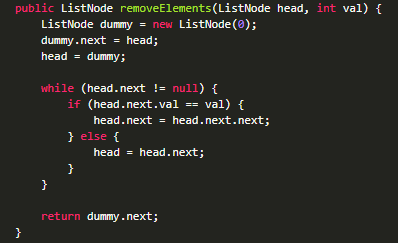 public ListNode removeElements(ListNode head, int val) {
    ListNode dummy = new ListNode(0);
    dummy.next = head;
    head = dummy;

    while (head.next != null) {
        if (head.next.val == val) {
            head.next = head.next.next;
        } else {
            head = head.next;
        }
    }

    return dummy.next;
}